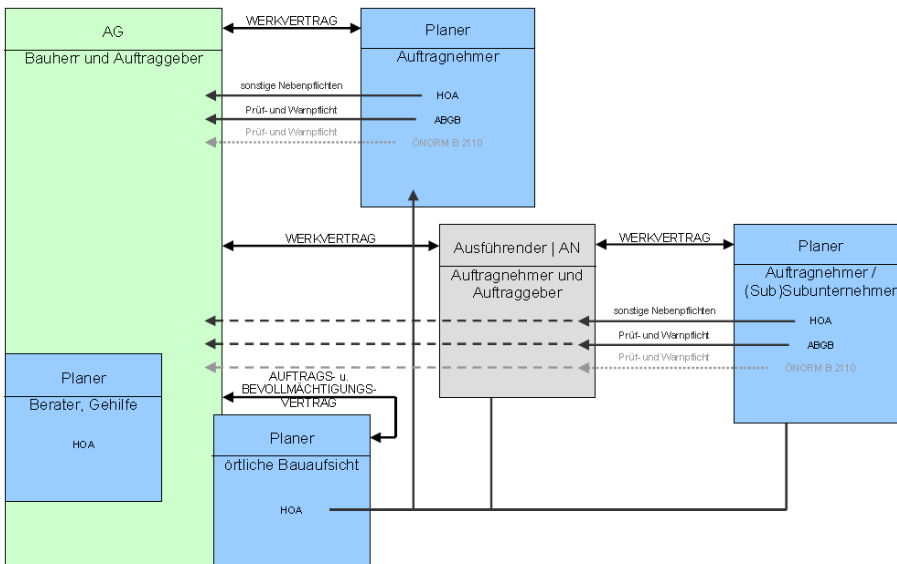 AG
Bauherr und Auftraggeber
WERKVERTRAG
Planer
Auftragnehmer
sonstige Nebenpflichten
HOA
Prüf- und Warnpflicht
ABGB
Prüf- und Warnpflicht
ÖNORM B 2110
WERKVERTRAG
Ausführender | AN
Auftragnehmer und
Auftraggeber
WERKVERTRAG
Planer
Auftragnehmer /
(Sub)Subunternehmer
sonstige Nebenpflichten
HOA
Prüf- und Warnpflicht
ABGB
Prüf- und Warnpflicht
ÖNORM B 2110
Planer
Berater, Gehilfe
HOA
AUFTRAGS- u.
BEVOLLMÄCHTIGUNGS-
VERTRAG
Planer
örtliche Bauaufsicht
HOA